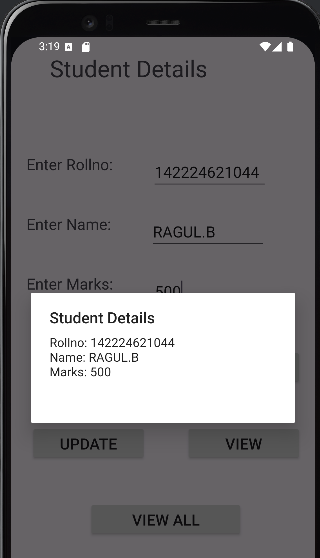 3:19
Student Details
Enter Rollno: 142224621044
Enter Name: RAGUL.B
Enter Marks: 500
Student Details
Rollno: 142224621044
Name: RAGUL.B
Marks: 500
UPDATE VIEW
VIEW ALL